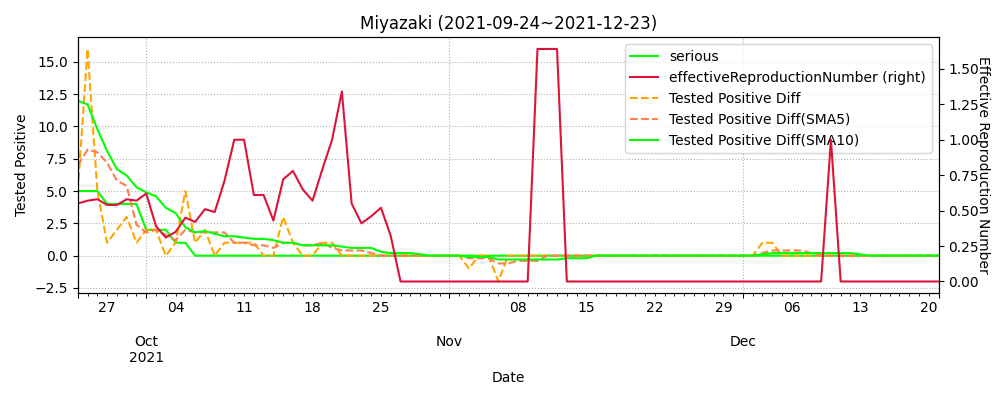 Miyazaki (2021-09-24~2021-12-23)
serious
effectiveReproductionNumber (right)
Tested Positive Diff
Tested Positive Diff(SMA5)
Tested Positive Diff(SMA10)
Tested Positive
15.0
12.5
10.0
7.5
5.0
2.5
0.0
−2.5
Effective Reproduction Number
1.50
1.25
1.00
0.75
0.50
0.25
0.00
27 04 11 18 25 08 15 22 29 06 13 20
Oct Nov Dec
2021
Date